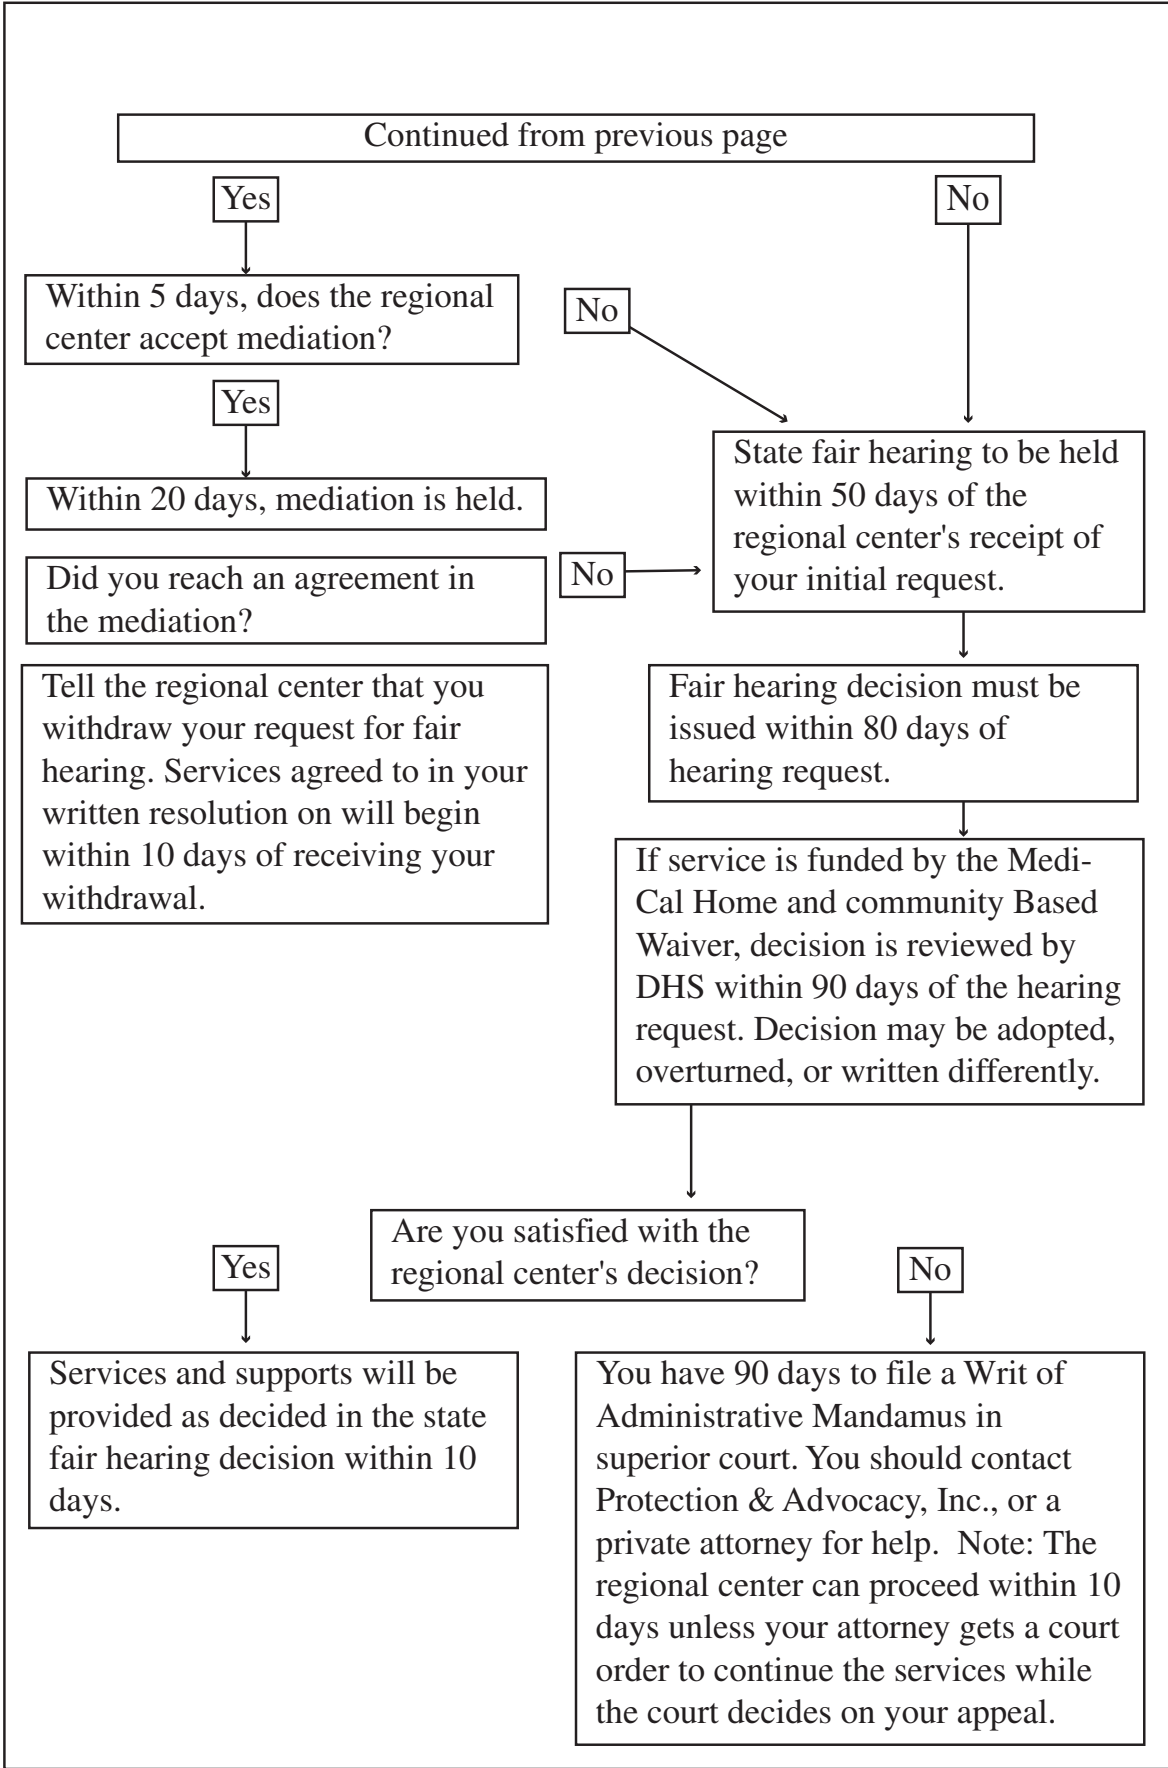 Continued from previous page
Yes
No
Within 5 days, does the regional
center accept mediation?
No
Yes
Within 20 days, mediation is held.
State fair hearing to be held
within 50 days of the
regional center's receipt of
your initial request.
Did you reach an agreement in
the mediation?
No
Tell the regional center that you
withdraw your request for fair
hearing. Services agreed to in your
written resolution on will begin
within 10 days of receiving your
withdrawal.
Fair hearing decision must be
issued within 80 days of
hearing request.
If service is funded by the Medi-
Cal Home and community Based
Waiver, decision is reviewed by
DHS within 90 days of the hearing
request. Decision may be adopted,
overturned, or written differently.
Are you satisfied with the
regional center's decision?
Yes
No
Services and supports will be
provided as decided in the state
fair hearing decision within 10
days.
You have 90 days to file a Writ of
Administrative Mandamus in
superior court. You should contact
Protection & Advocacy, Inc., or a
private attorney for help.  Note: The
regional center can proceed within 10
days unless your attorney gets a court
order to continue the services while
the court decides on your appeal.